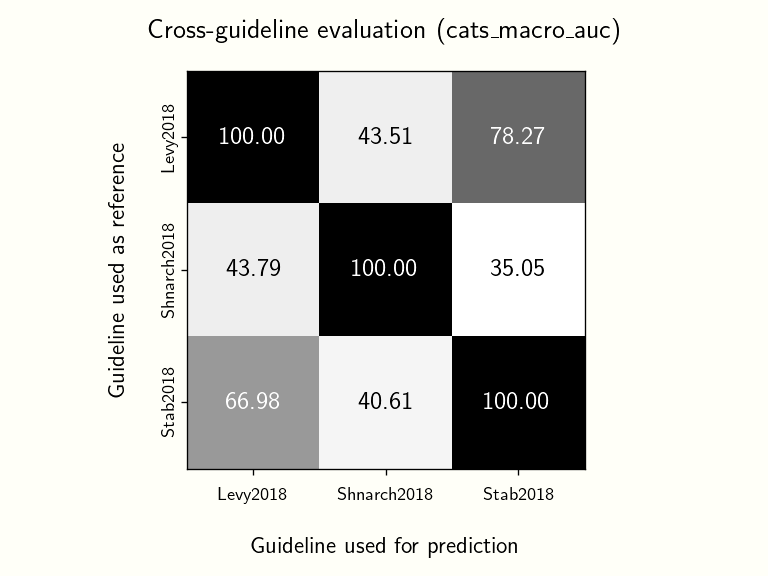 Cross-guideline evaluation (cats_macro_auc)
Guideline used as reference
Levy2018
100.00 43.51 78.27
Shnarch2018
43.79 100.00 35.05
Stab2018
66.98 40.61 100.00
Levy2018 Shnarch2018 Stab2018
Guideline used for prediction